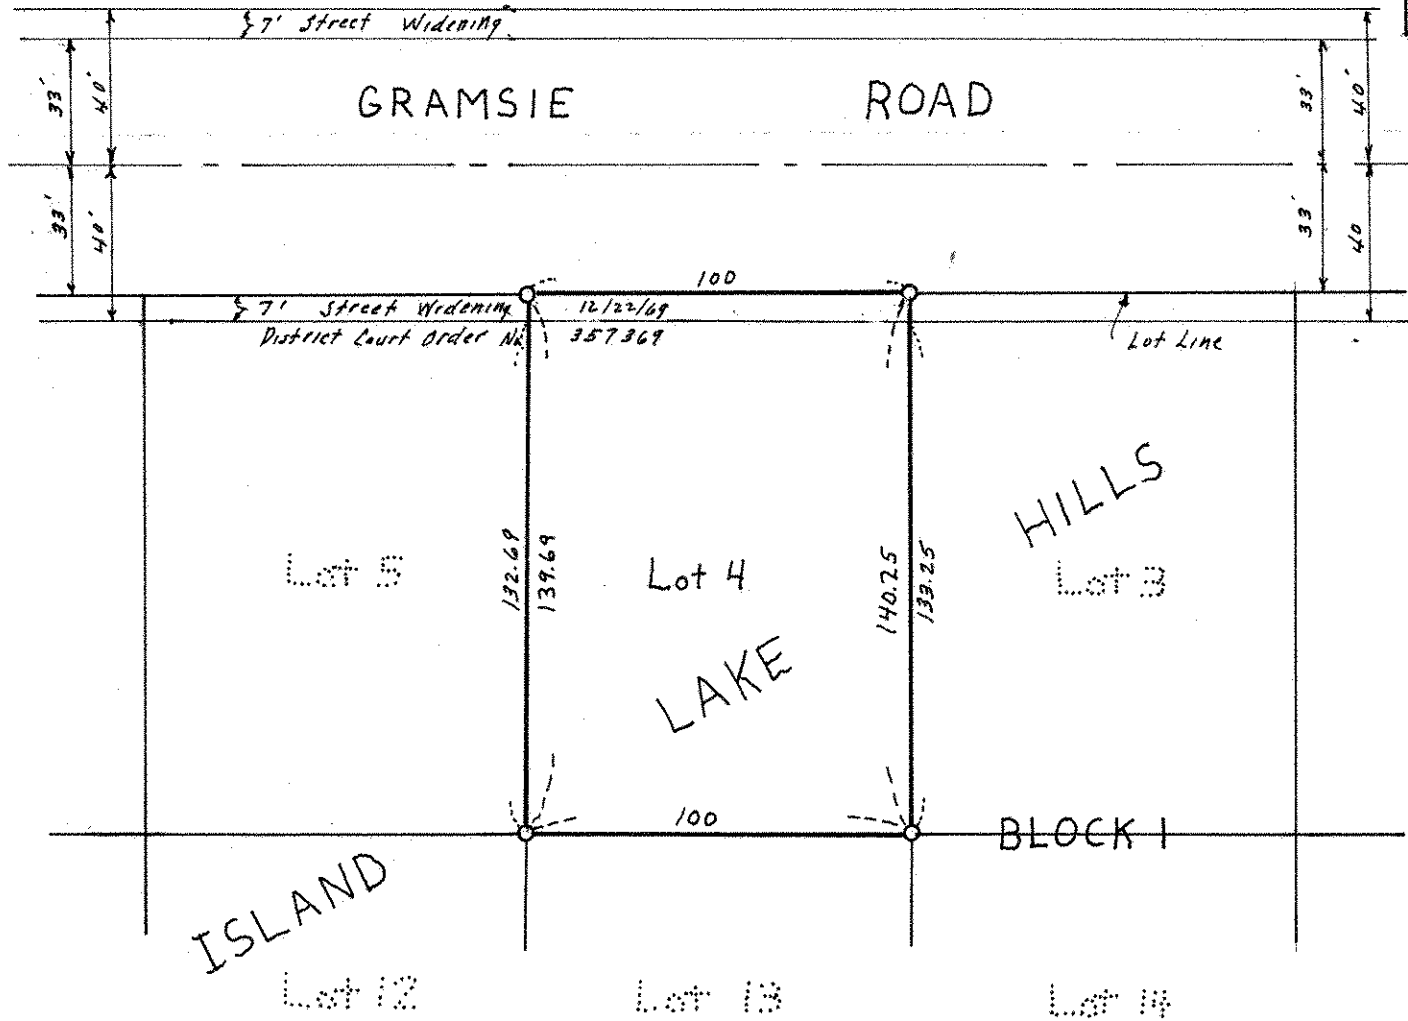 7' Street Widening
33'
40'
GRAMSIE ROAD
33'
40'
33'
40'
33'
40
100
7' Street Widening 12/22/69
District Court Order No. 357369
Lot Line
HILLS
132.69
139.69
Lot 5
Lot 4
140.25
133.25
Lot 3
LAKE
100
BLOCK 1
ISLAND
Lot 12
Lot 13
Lot 14